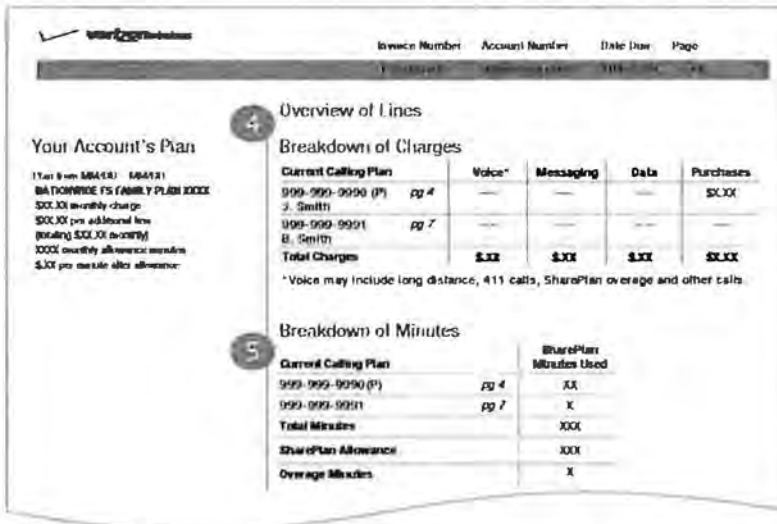 verizon
Invoice Number Account Number Date Due Page
4 Overview of Lines
Your Account's Plan
Breakdown of Charges
NATIONWIDE FS FAMILY PLAN XXXX
$XX.XX monthly charge
$XX.XX per additional line
(totaling $XX.XX monthly)
XXXX monthly allowance minutes
$.XX per minute after allowance
Current Calling Plan Voice* Messaging Data Purchases
999-999-9990 (P) pg 4 — — — $X.XX
J. Smith
999-999-9991 pg 7 — — — —
B. Smith
Total Charges $.XX $.XX $.XX $X.XX
*Voice may include long distance, 411 calls, SharePlan overage and other calls.
5 Breakdown of Minutes
SharePlan
Current Calling Plan Minutes Used
999-999-9990 (P) pg 4 XX
999-999-9991 pg 7 X
Total Minutes XXX
SharePlan Allowance XXX
Overage Minutes X